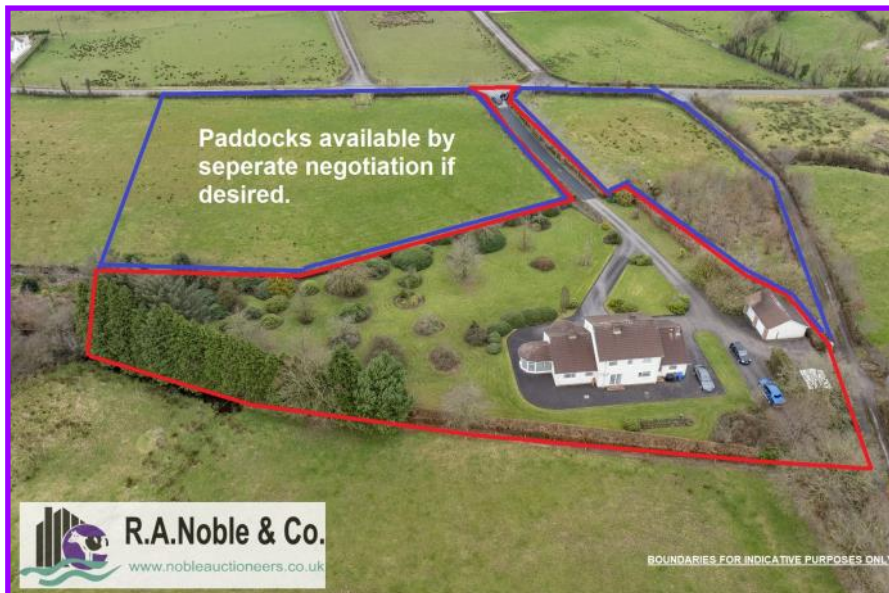 Paddocks available by
seperate negotiation if
desired.
R.A.Noble & Co.
www.nobleauctioneers.co.uk
BOUNDARIES FOR INDICATIVE PURPOSES ONLY